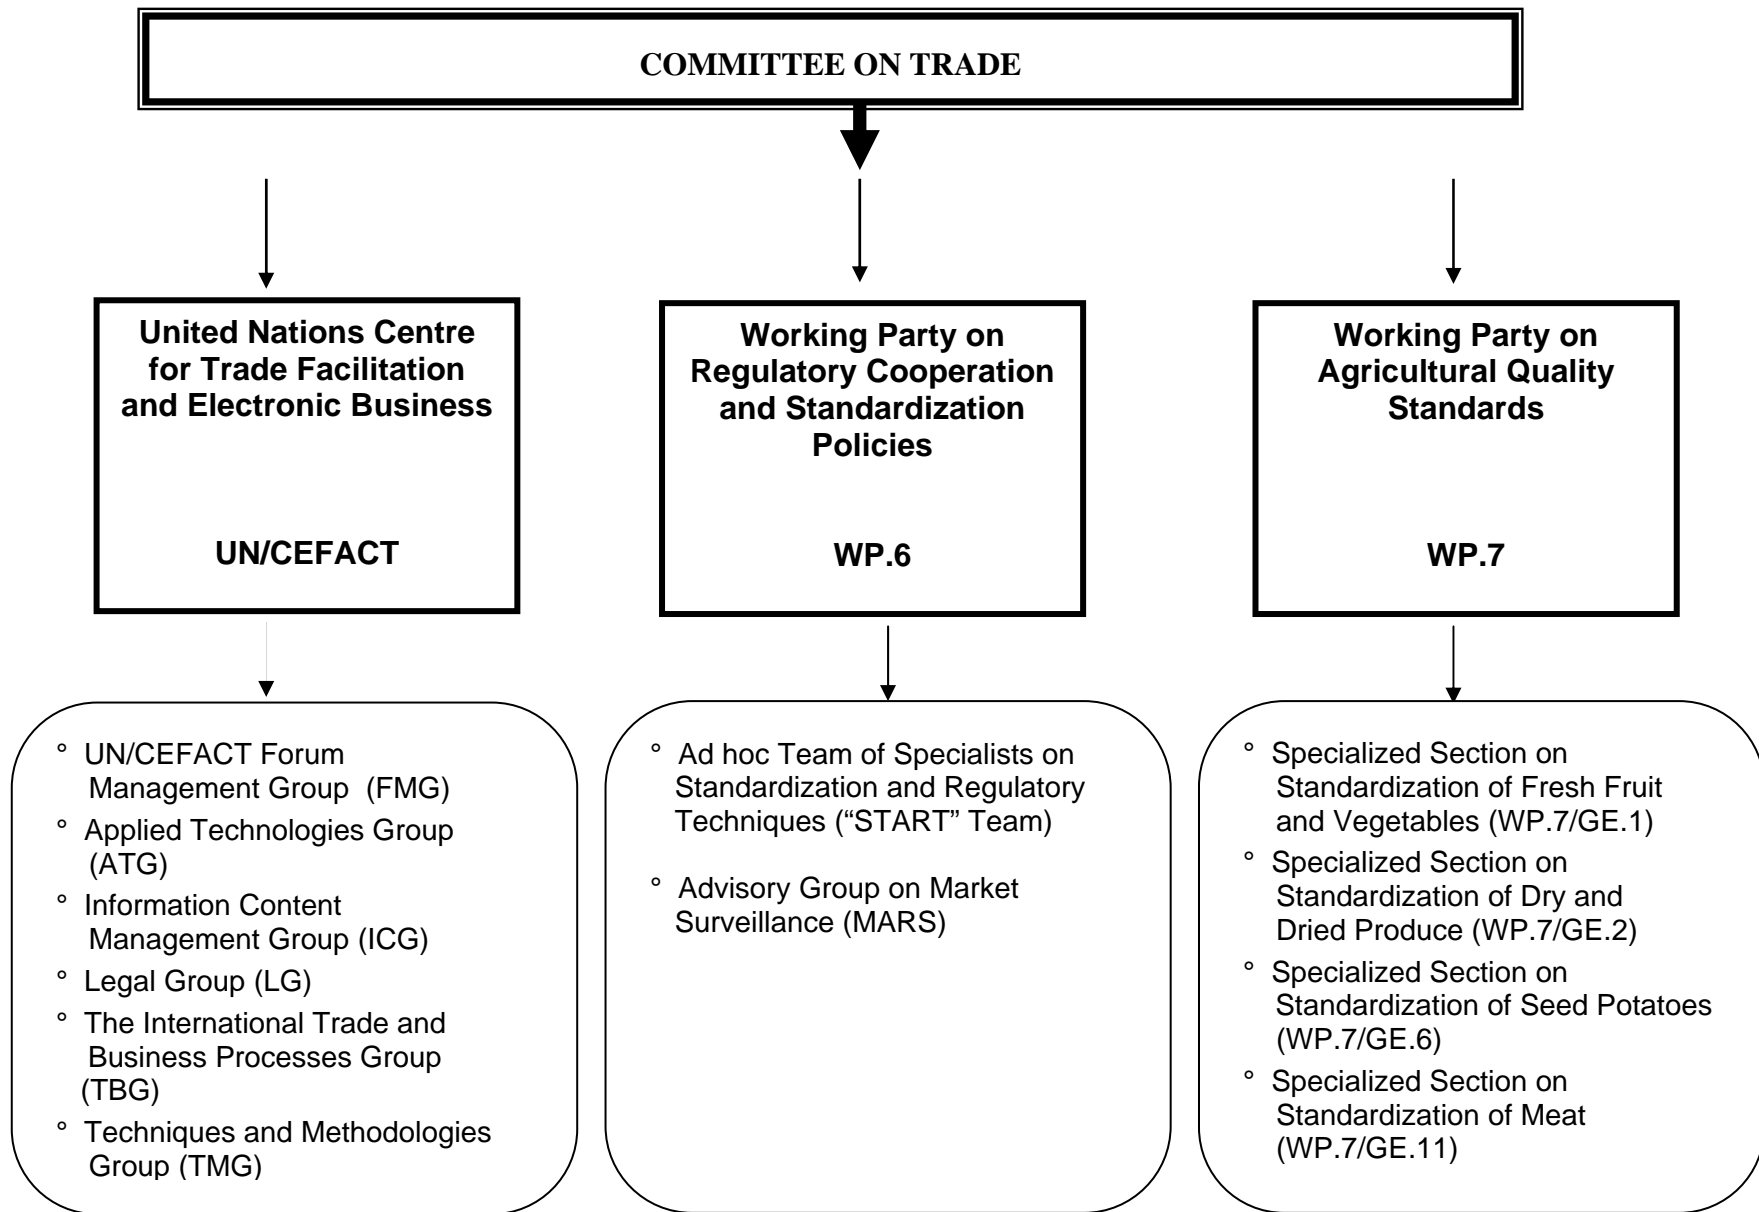 COMMITTEE ON TRADE
United Nations Centre
for Trade Facilitation
and Electronic Business
UN/CEFACT
Working Party on
Regulatory Cooperation
and Standardization
Policies
WP.6
Working Party on
Agricultural Quality
Standards
WP.7
° UN/CEFACT Forum
Management Group (FMG)
° Applied Technologies Group
(ATG)
° Information Content
Management Group (ICG)
° Legal Group (LG)
° The International Trade and
Business Processes Group
(TBG)
° Techniques and Methodologies
Group (TMG)
° Ad hoc Team of Specialists on
Standardization and Regulatory
Techniques (“START” Team)
° Advisory Group on Market
Surveillance (MARS)
° Specialized Section on
Standardization of Fresh Fruit
and Vegetables (WP.7/GE.1)
° Specialized Section on
Standardization of Dry and
Dried Produce (WP.7/GE.2)
° Specialized Section on
Standardization of Seed Potatoes
(WP.7/GE.6)
° Specialized Section on
Standardization of Meat
(WP.7/GE.11)